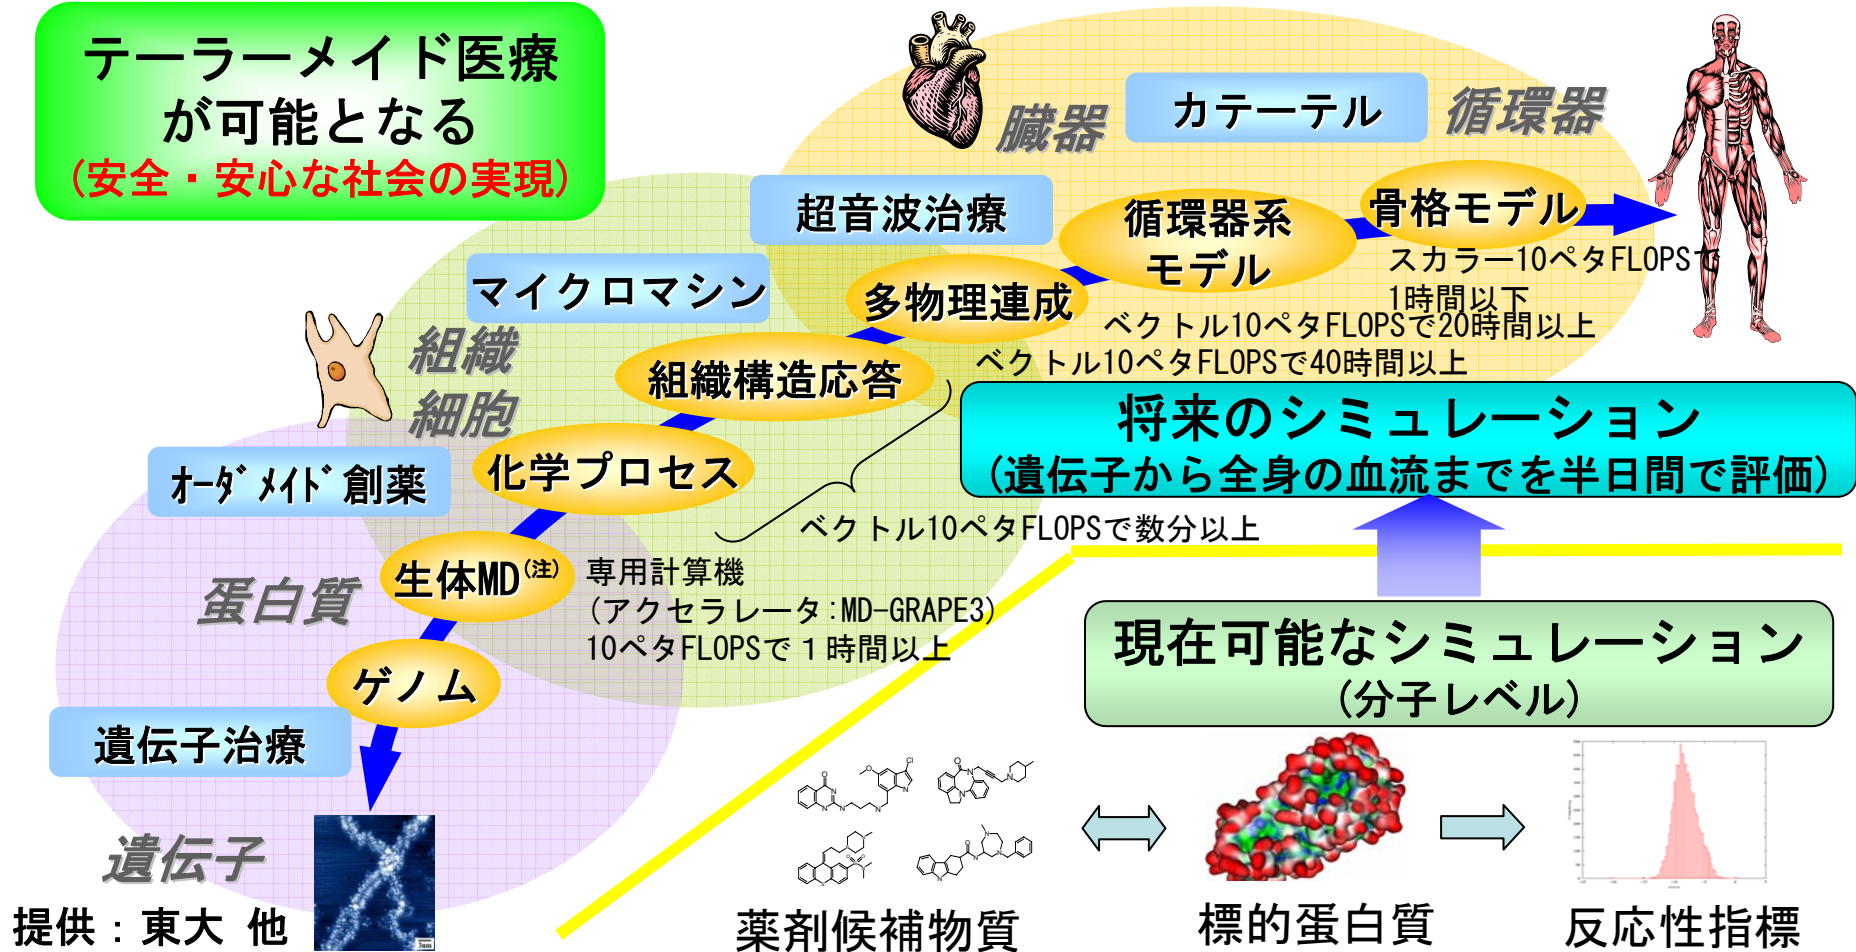 テーラーメイド医療
が可能となる
(安全・安心な社会の実現)
臓器
カテーテル
循環器
超音波治療
循環器系
モデル
骨格モデル
スカラー10ペタFLOPSで
1時間以下
マイクロマシン
多物理連成
ベクトル10ペタFLOPSで20時間以上
ベクトル10ペタFLOPSで40時間以上
組織
細胞
組織構造応答
将来のシミュレーション
(遺伝子から全身の血流までを半日間で評価)
オーダメイド創薬
化学プロセス
ベクトル10ペタFLOPSで数分以上
蛋白質
生体MD(注)
専用計算機
(アクセラレータ:MD-GRAPE3)
10ペタFLOPSで１時間以上
現在可能なシミュレーション
(分子レベル)
ゲノム
遺伝子治療
遺伝子
提供：東大 他
薬剤候補物質
標的蛋白質
反応性指標